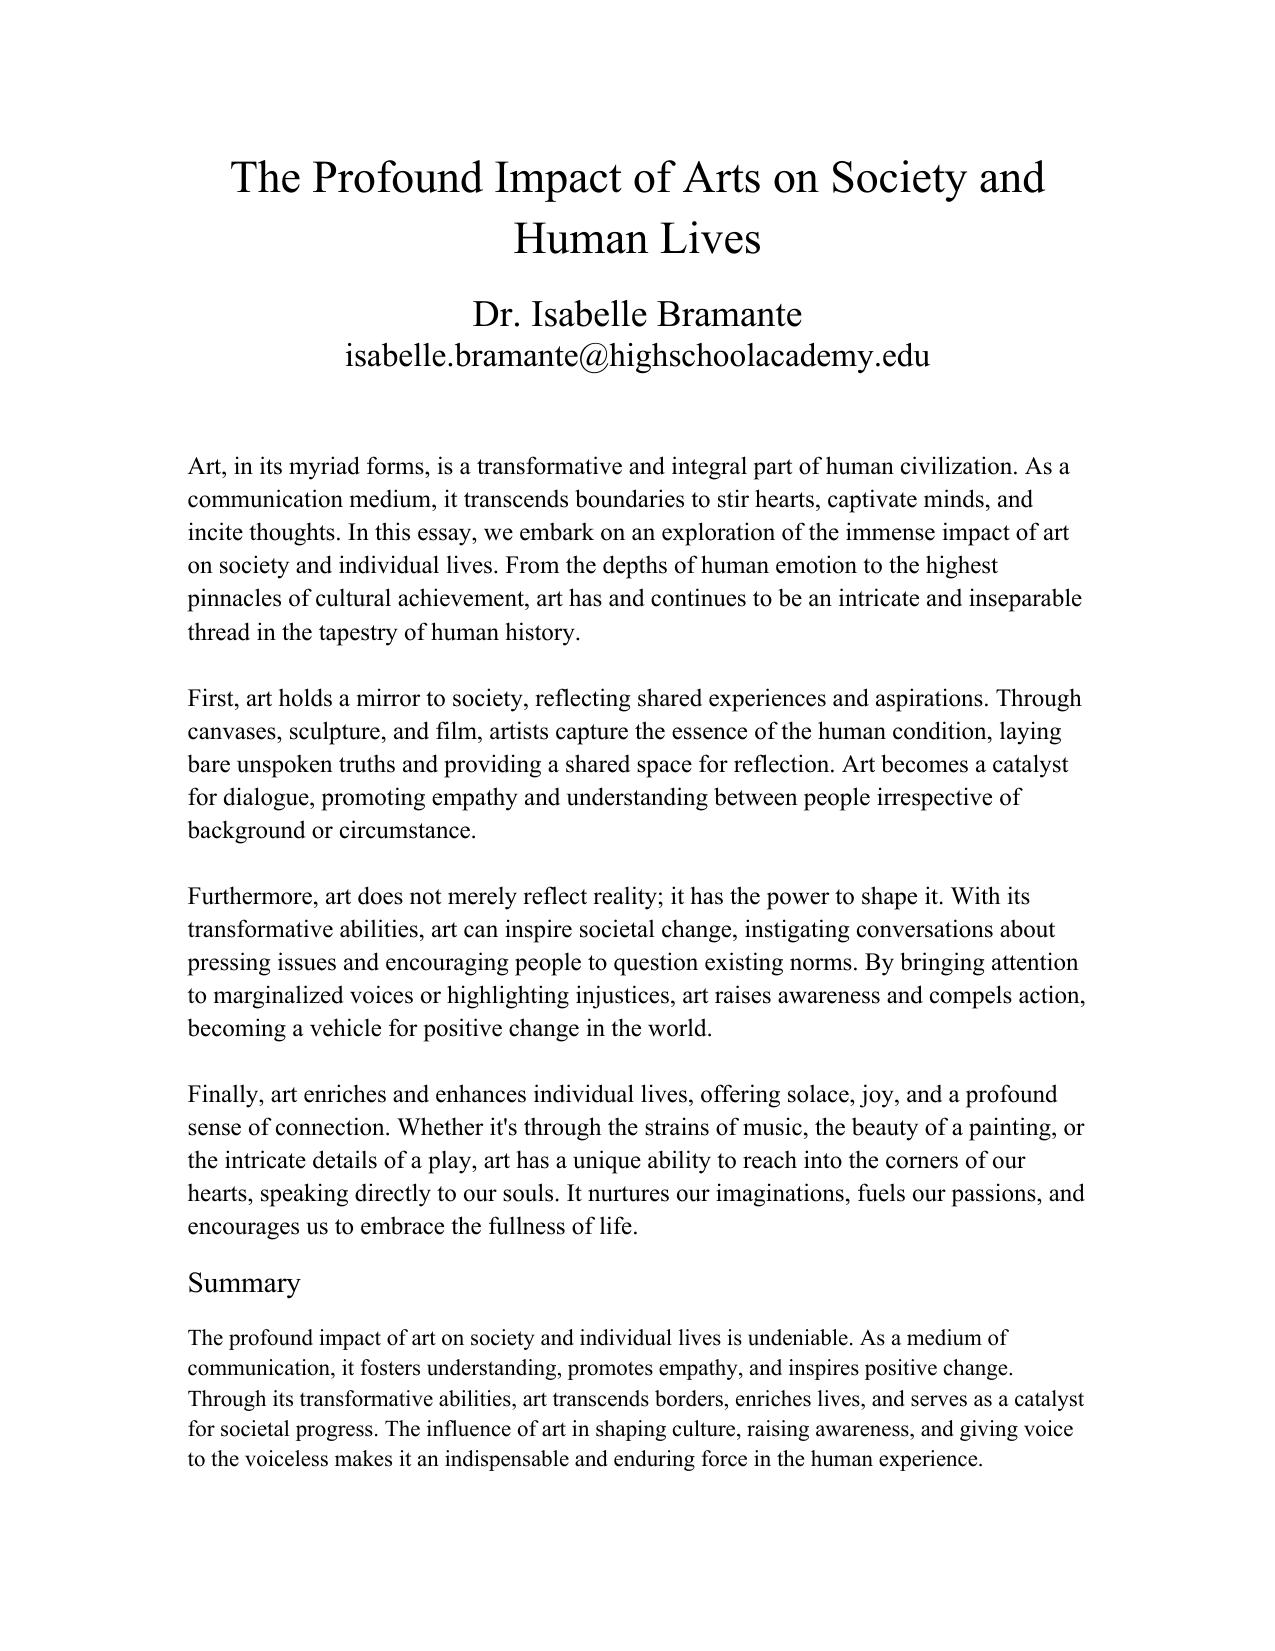 The Profound Impact of Arts on Society and
Human Lives
Dr. Isabelle Bramante
isabelle.bramante@highschoolacademy.edu
Art, in its myriad forms, is a transformative and integral part of human civilization. As a
communication medium, it transcends boundaries to stir hearts, captivate minds, and
incite thoughts. In this essay, we embark on an exploration of the immense impact of art
on society and individual lives. From the depths of human emotion to the highest
pinnacles of cultural achievement, art has and continues to be an intricate and inseparable
thread in the tapestry of human history.
First, art holds a mirror to society, reflecting shared experiences and aspirations. Through
canvases, sculpture, and film, artists capture the essence of the human condition, laying
bare unspoken truths and providing a shared space for reflection. Art becomes a catalyst
for dialogue, promoting empathy and understanding between people irrespective of
background or circumstance.
Furthermore, art does not merely reflect reality; it has the power to shape it. With its
transformative abilities, art can inspire societal change, instigating conversations about
pressing issues and encouraging people to question existing norms. By bringing attention
to marginalized voices or highlighting injustices, art raises awareness and compels action,
becoming a vehicle for positive change in the world.
Finally, art enriches and enhances individual lives, offering solace, joy, and a profound
sense of connection. Whether it's through the strains of music, the beauty of a painting, or
the intricate details of a play, art has a unique ability to reach into the corners of our
hearts, speaking directly to our souls. It nurtures our imaginations, fuels our passions, and
encourages us to embrace the fullness of life.
Summary
The profound impact of art on society and individual lives is undeniable. As a medium of
communication, it fosters understanding, promotes empathy, and inspires positive change.
Through its transformative abilities, art transcends borders, enriches lives, and serves as a catalyst
for societal progress. The influence of art in shaping culture, raising awareness, and giving voice
to the voiceless makes it an indispensable and enduring force in the human experience.